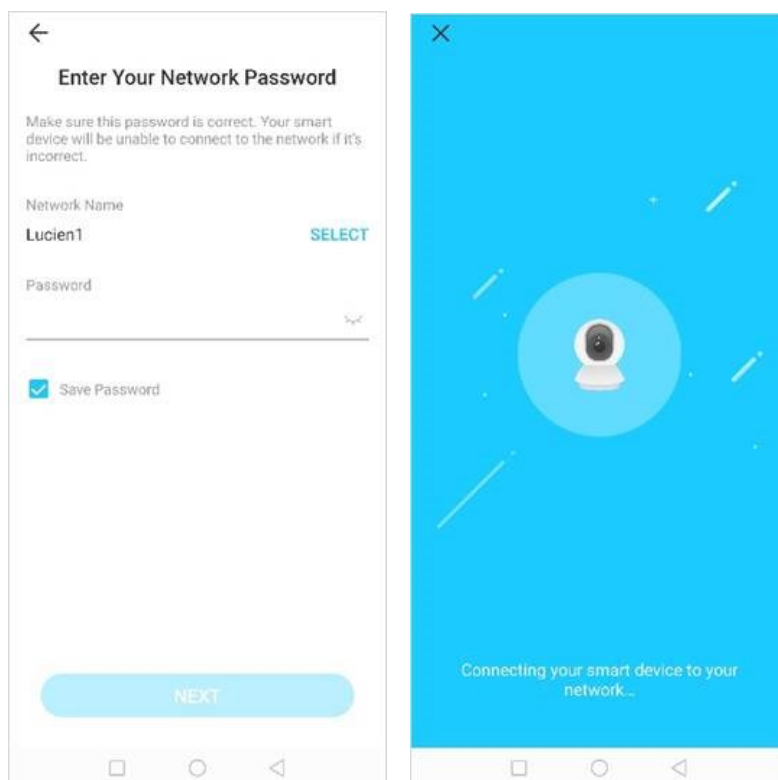 Enter Your Network Password
Make sure this password is correct. Your smart
device will be unable to connect to the network if it's
incorrect.
Network Name
Lucien1 SELECT
Password
Save Password
NEXT
Connecting your smart device to your
network...